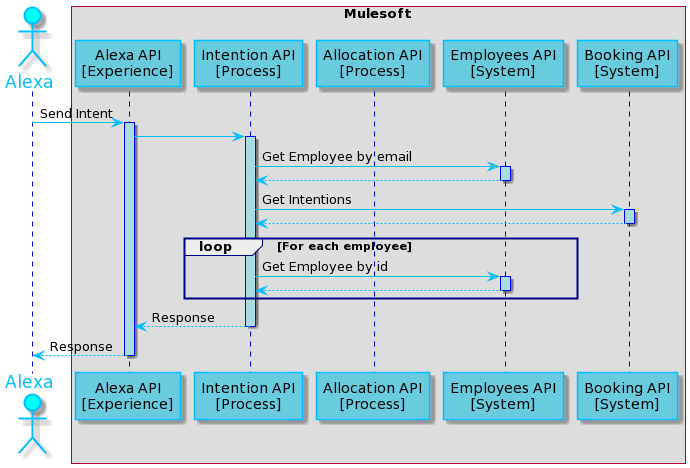 Mulesoft
Alexa
Alexa API
[Experience]
Intention API
[Process]
Allocation API
[Process]
Employees API
[System]
Booking API
[System]
Send Intent
Get Employee by email
Get Intentions
loop
[For each employee]
Get Employee by id
Response
Response
Alexa
Alexa API
[Experience]
Intention API
[Process]
Allocation API
[Process]
Employees API
[System]
Booking API
[System]